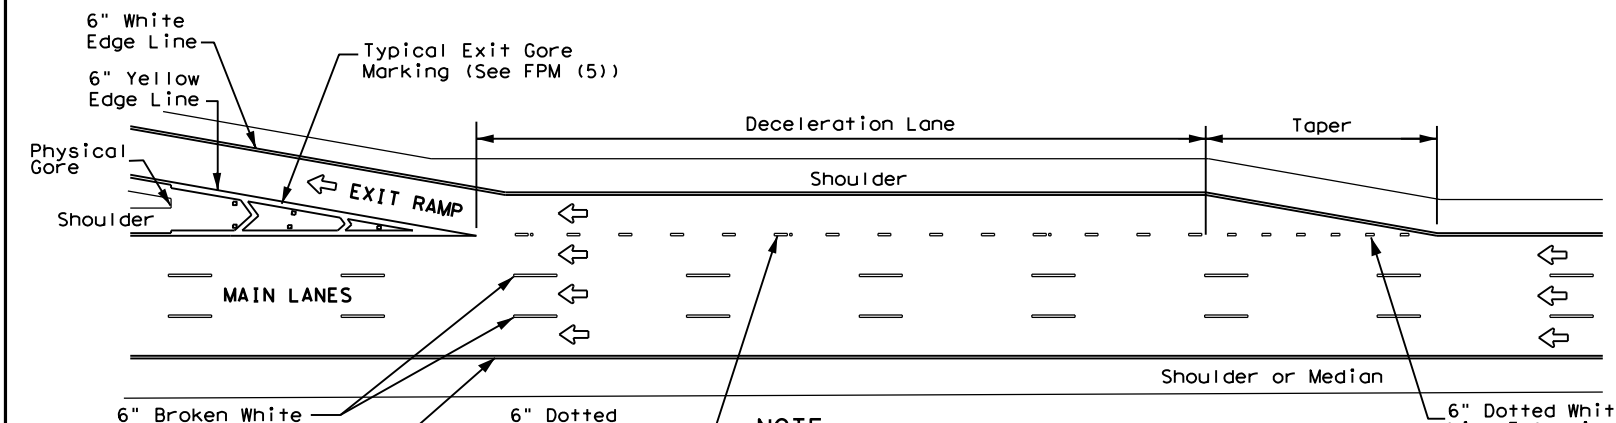 6" White
Edge Line
Typical Exit Gore
Marking (See FPM (5))
6" Yellow
Edge Line
Deceleration Lane
Taper
Physical
Gore
Shoulder
EXIT RAMP
Shoulder
MAIN LANES
Shoulder or Median
6" Broken White
6" Dotted
NOTE
6" Dotted Whit